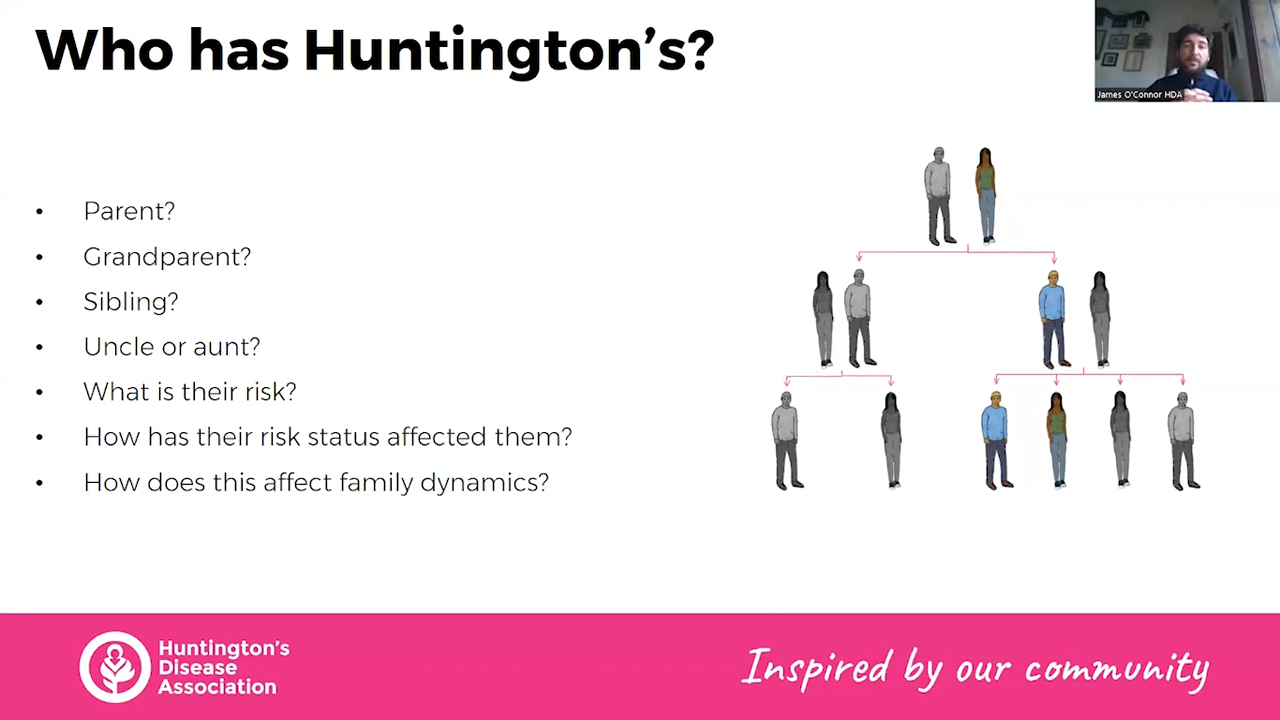 Who has Huntington's?
James O'Connor HDA
• Parent?
• Grandparent?
• Sibling?
• Uncle or aunt?
• What is their risk?
• How has their risk status affected them?
• How does this affect family dynamics?
Huntington's
Disease
Association
Inspired by our community